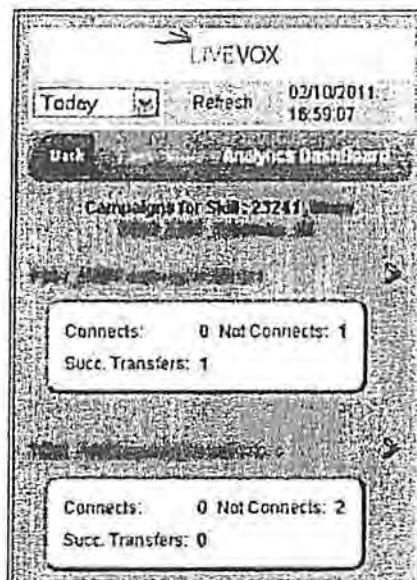 LIVEVOX
Today Refresh 02/10/2011
16:59:07
Back Analytics DashBoard
Campaigns for Skill: 23241
Connects: 0 Not Connects: 1
Succ. Transfers: 1
Connects: 0 Not Connects: 2
Succ. Transfers: 0